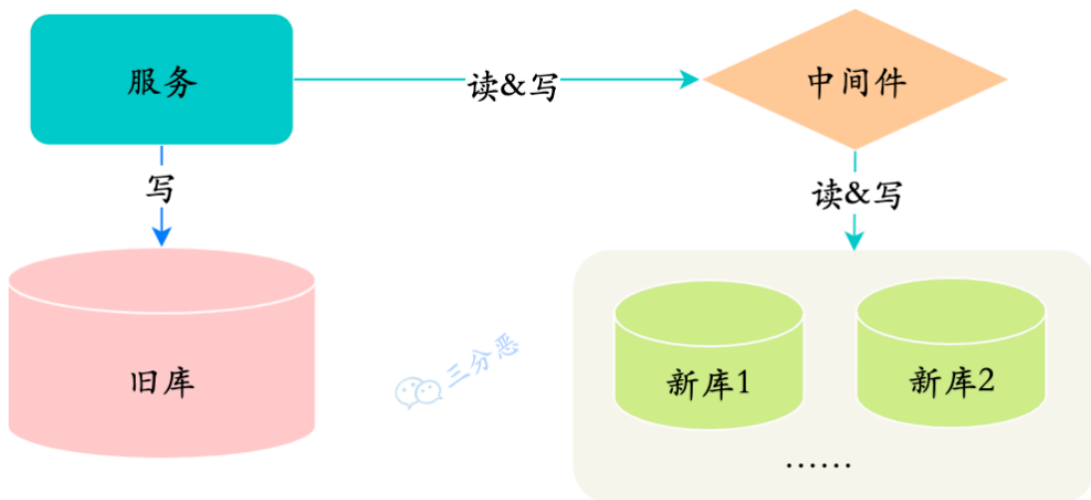 服务
读&写
中间件
写
读&写
旧库
三分恶
新库1
新库2
......